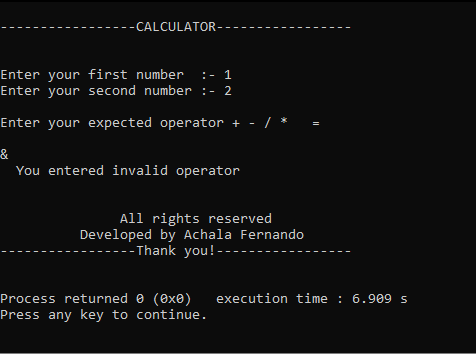 -----------------CALCULATOR-----------------
Enter your first number  :- 1
Enter your second number :- 2
Enter your expected operator + - / *   =
&
  You entered invalid operator
               All rights reserved
          Developed by Achala Fernando
-----------------Thank you!-----------------
Process returned 0 (0x0)   execution time : 6.909 s
Press any key to continue.